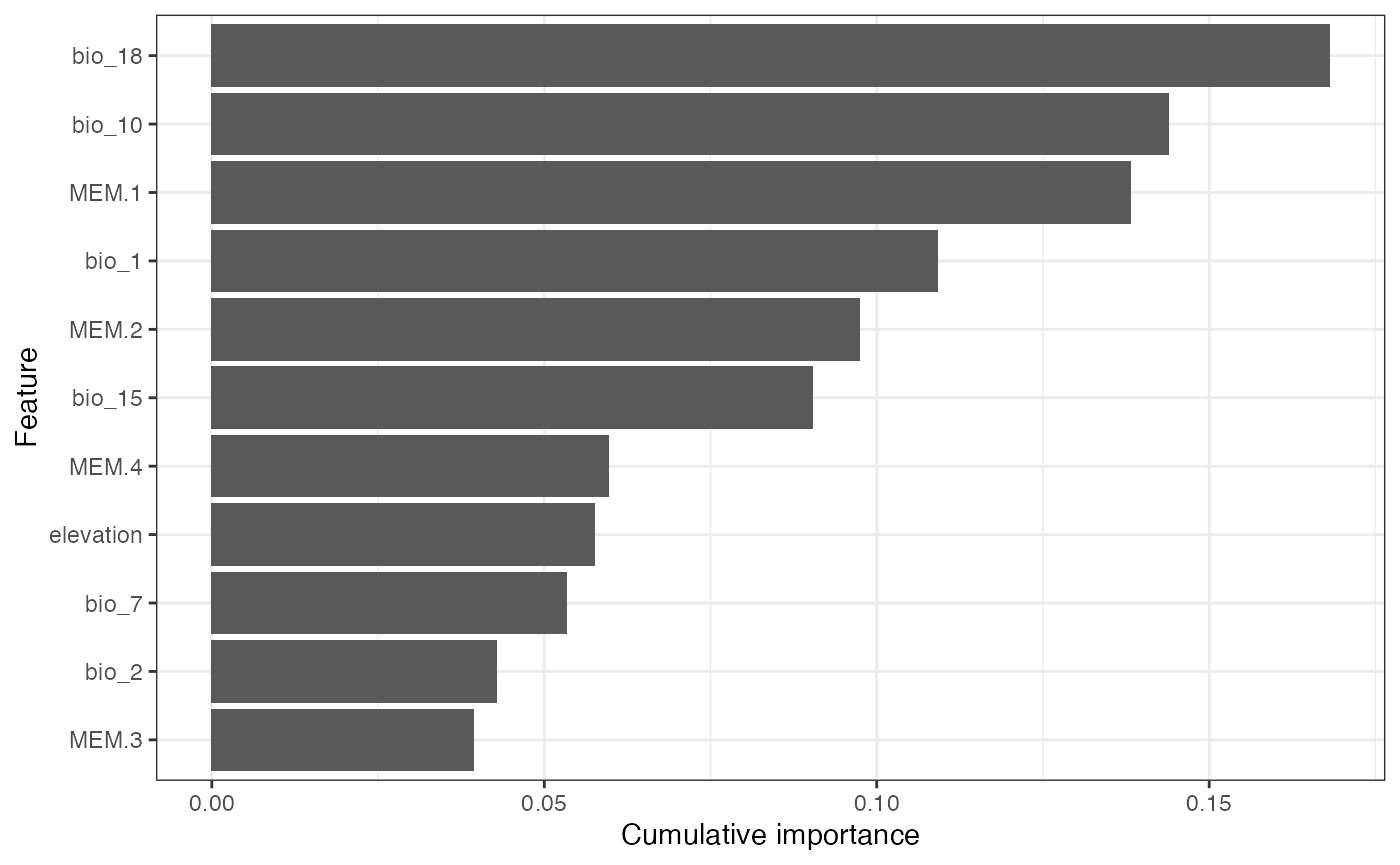 bio_18
bio_10
MEM.1
bio_1
MEM.2
bio_15
MEM.4
elevation
bio_7
bio_2
MEM.3
Feature
0.00 0.05 0.10 0.15
Cumulative importance